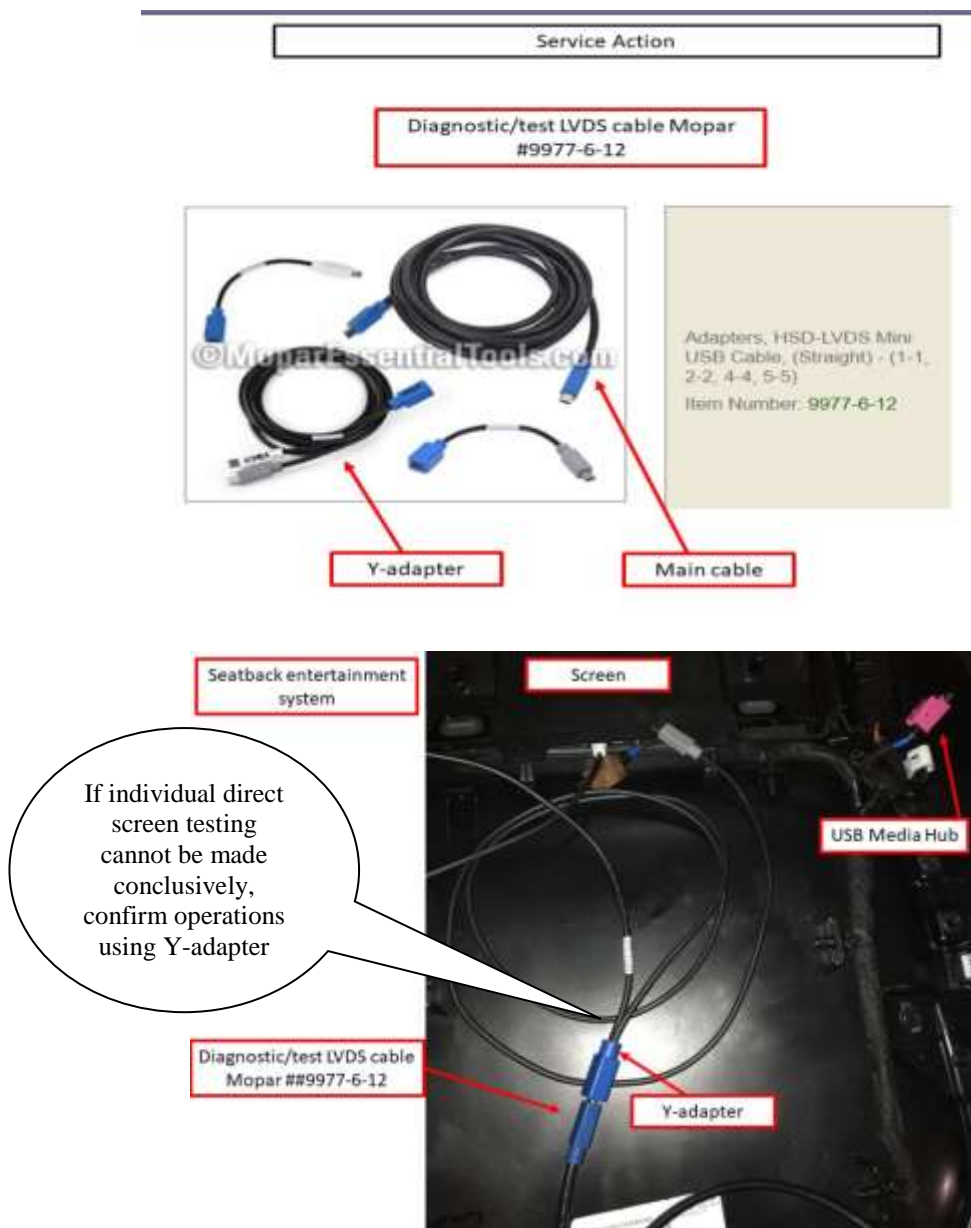 Service Action
Diagnostic/test LVDS cable Mopar
#9977-6-12
©MoparEssentialTools.com
Adapters, HSD-LVDS Mini
USB Cable, (Straight) - (1-1,
2-2, 4-4, 5-5)
Item Number: 9977-6-12
Y-adapter
Main cable
Seatback entertainment
system
Screen
If individual direct
screen testing
cannot be made
conclusively,
confirm operations
using Y-adapter
USB Media Hub
Diagnostic/test LVDS cable
Mopar ##9977-6-12
Y-adapter